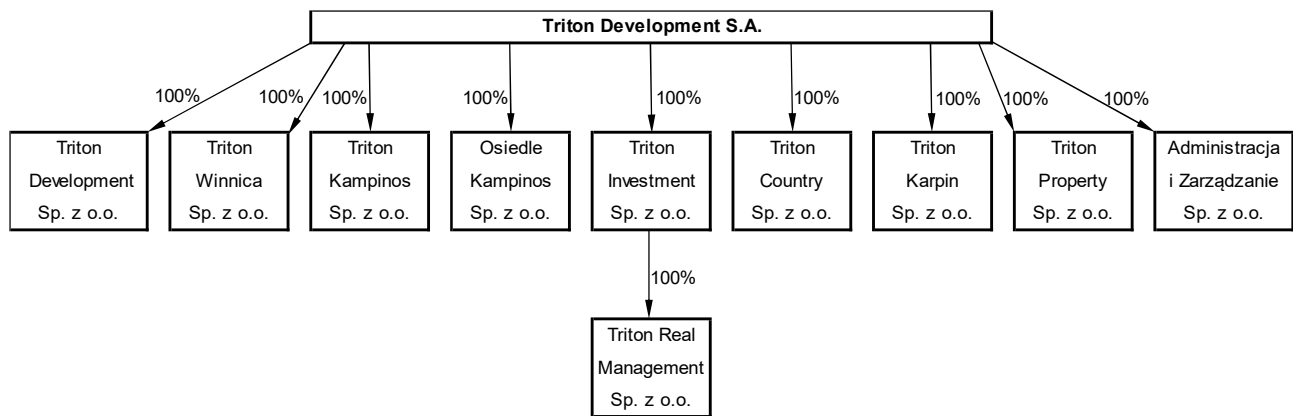 Triton Development S.A.
100%
100%
100%
100%
100%
100%
100%
100%
100%
Triton
Development
Sp. z o.o.
Triton
Winnica
Sp. z o.o.
Triton
Kampinos
Sp. z o.o.
Osiedle
Kampinos
Sp. z o.o.
Triton
Investment
Sp. z o.o.
Triton
Country
Sp. z o.o.
Triton
Karpin
Sp. z o.o.
Triton
Property
Sp. z o.o.
Administracja
i Zarządzanie
Sp. z o.o.
100%
Triton Real
Management
Sp. z o.o.